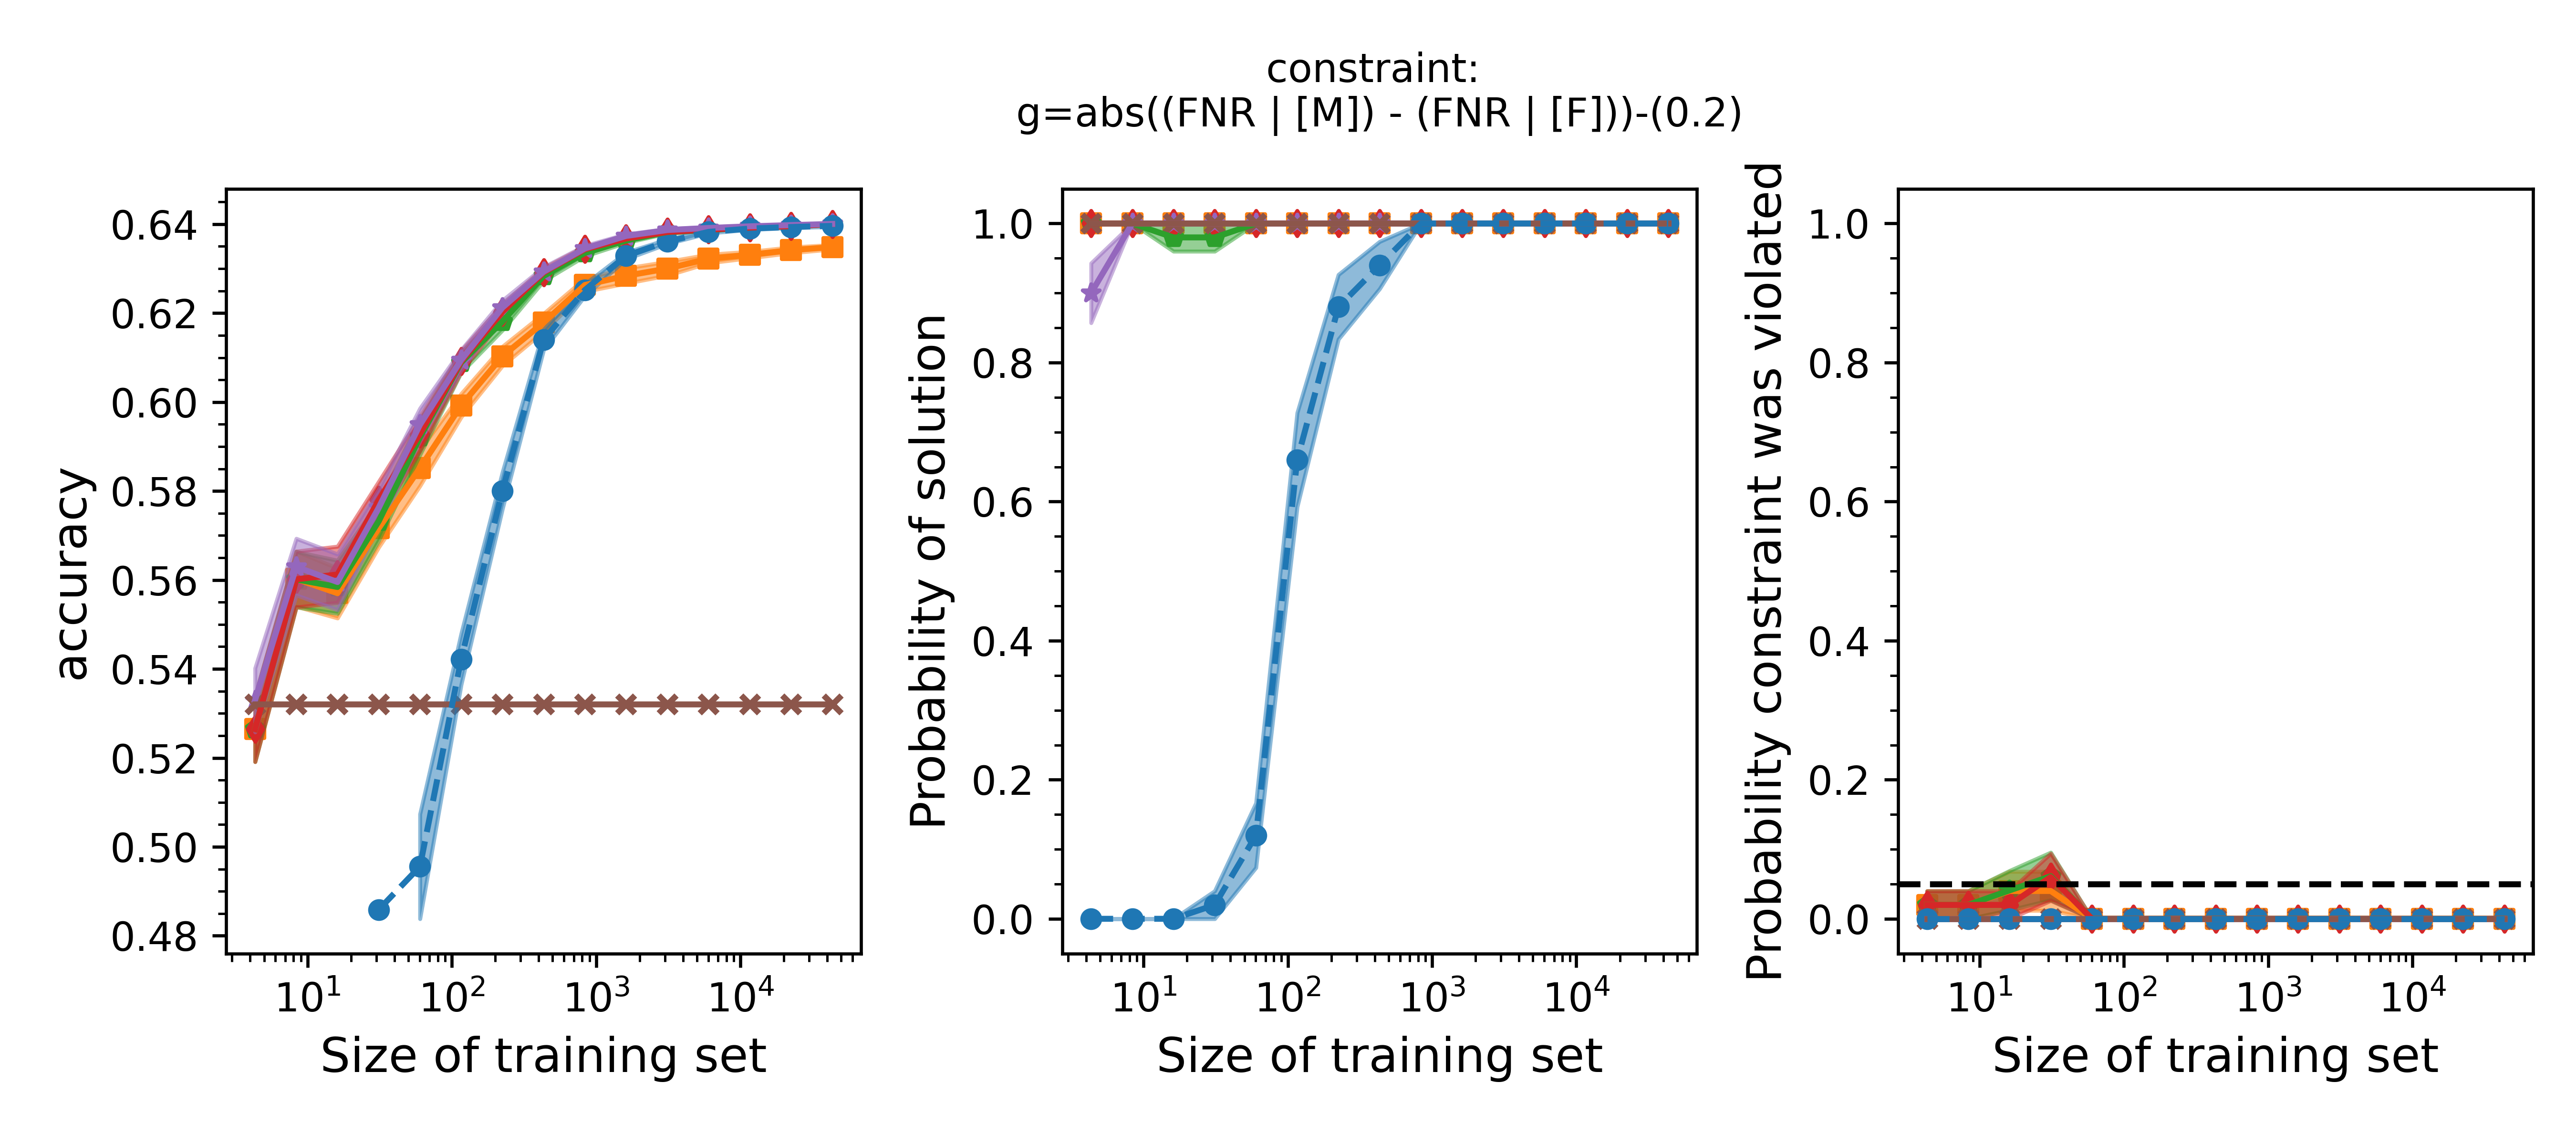 constraint:
g=abs((FNR | [M]) - (FNR | [F]))-(0.2)
accuracy
0.64
0.62
0.60
0.58
0.56
0.54
0.52
0.50
0.48
10¹ 10² 10³ 10⁴
Size of training set
Probability of solution
1.0
0.8
0.6
0.4
0.2
0.0
10¹ 10² 10³ 10⁴
Size of training set
Probability constraint was violated
1.0
0.8
0.6
0.4
0.2
0.0
10¹ 10² 10³ 10⁴
Size of training set